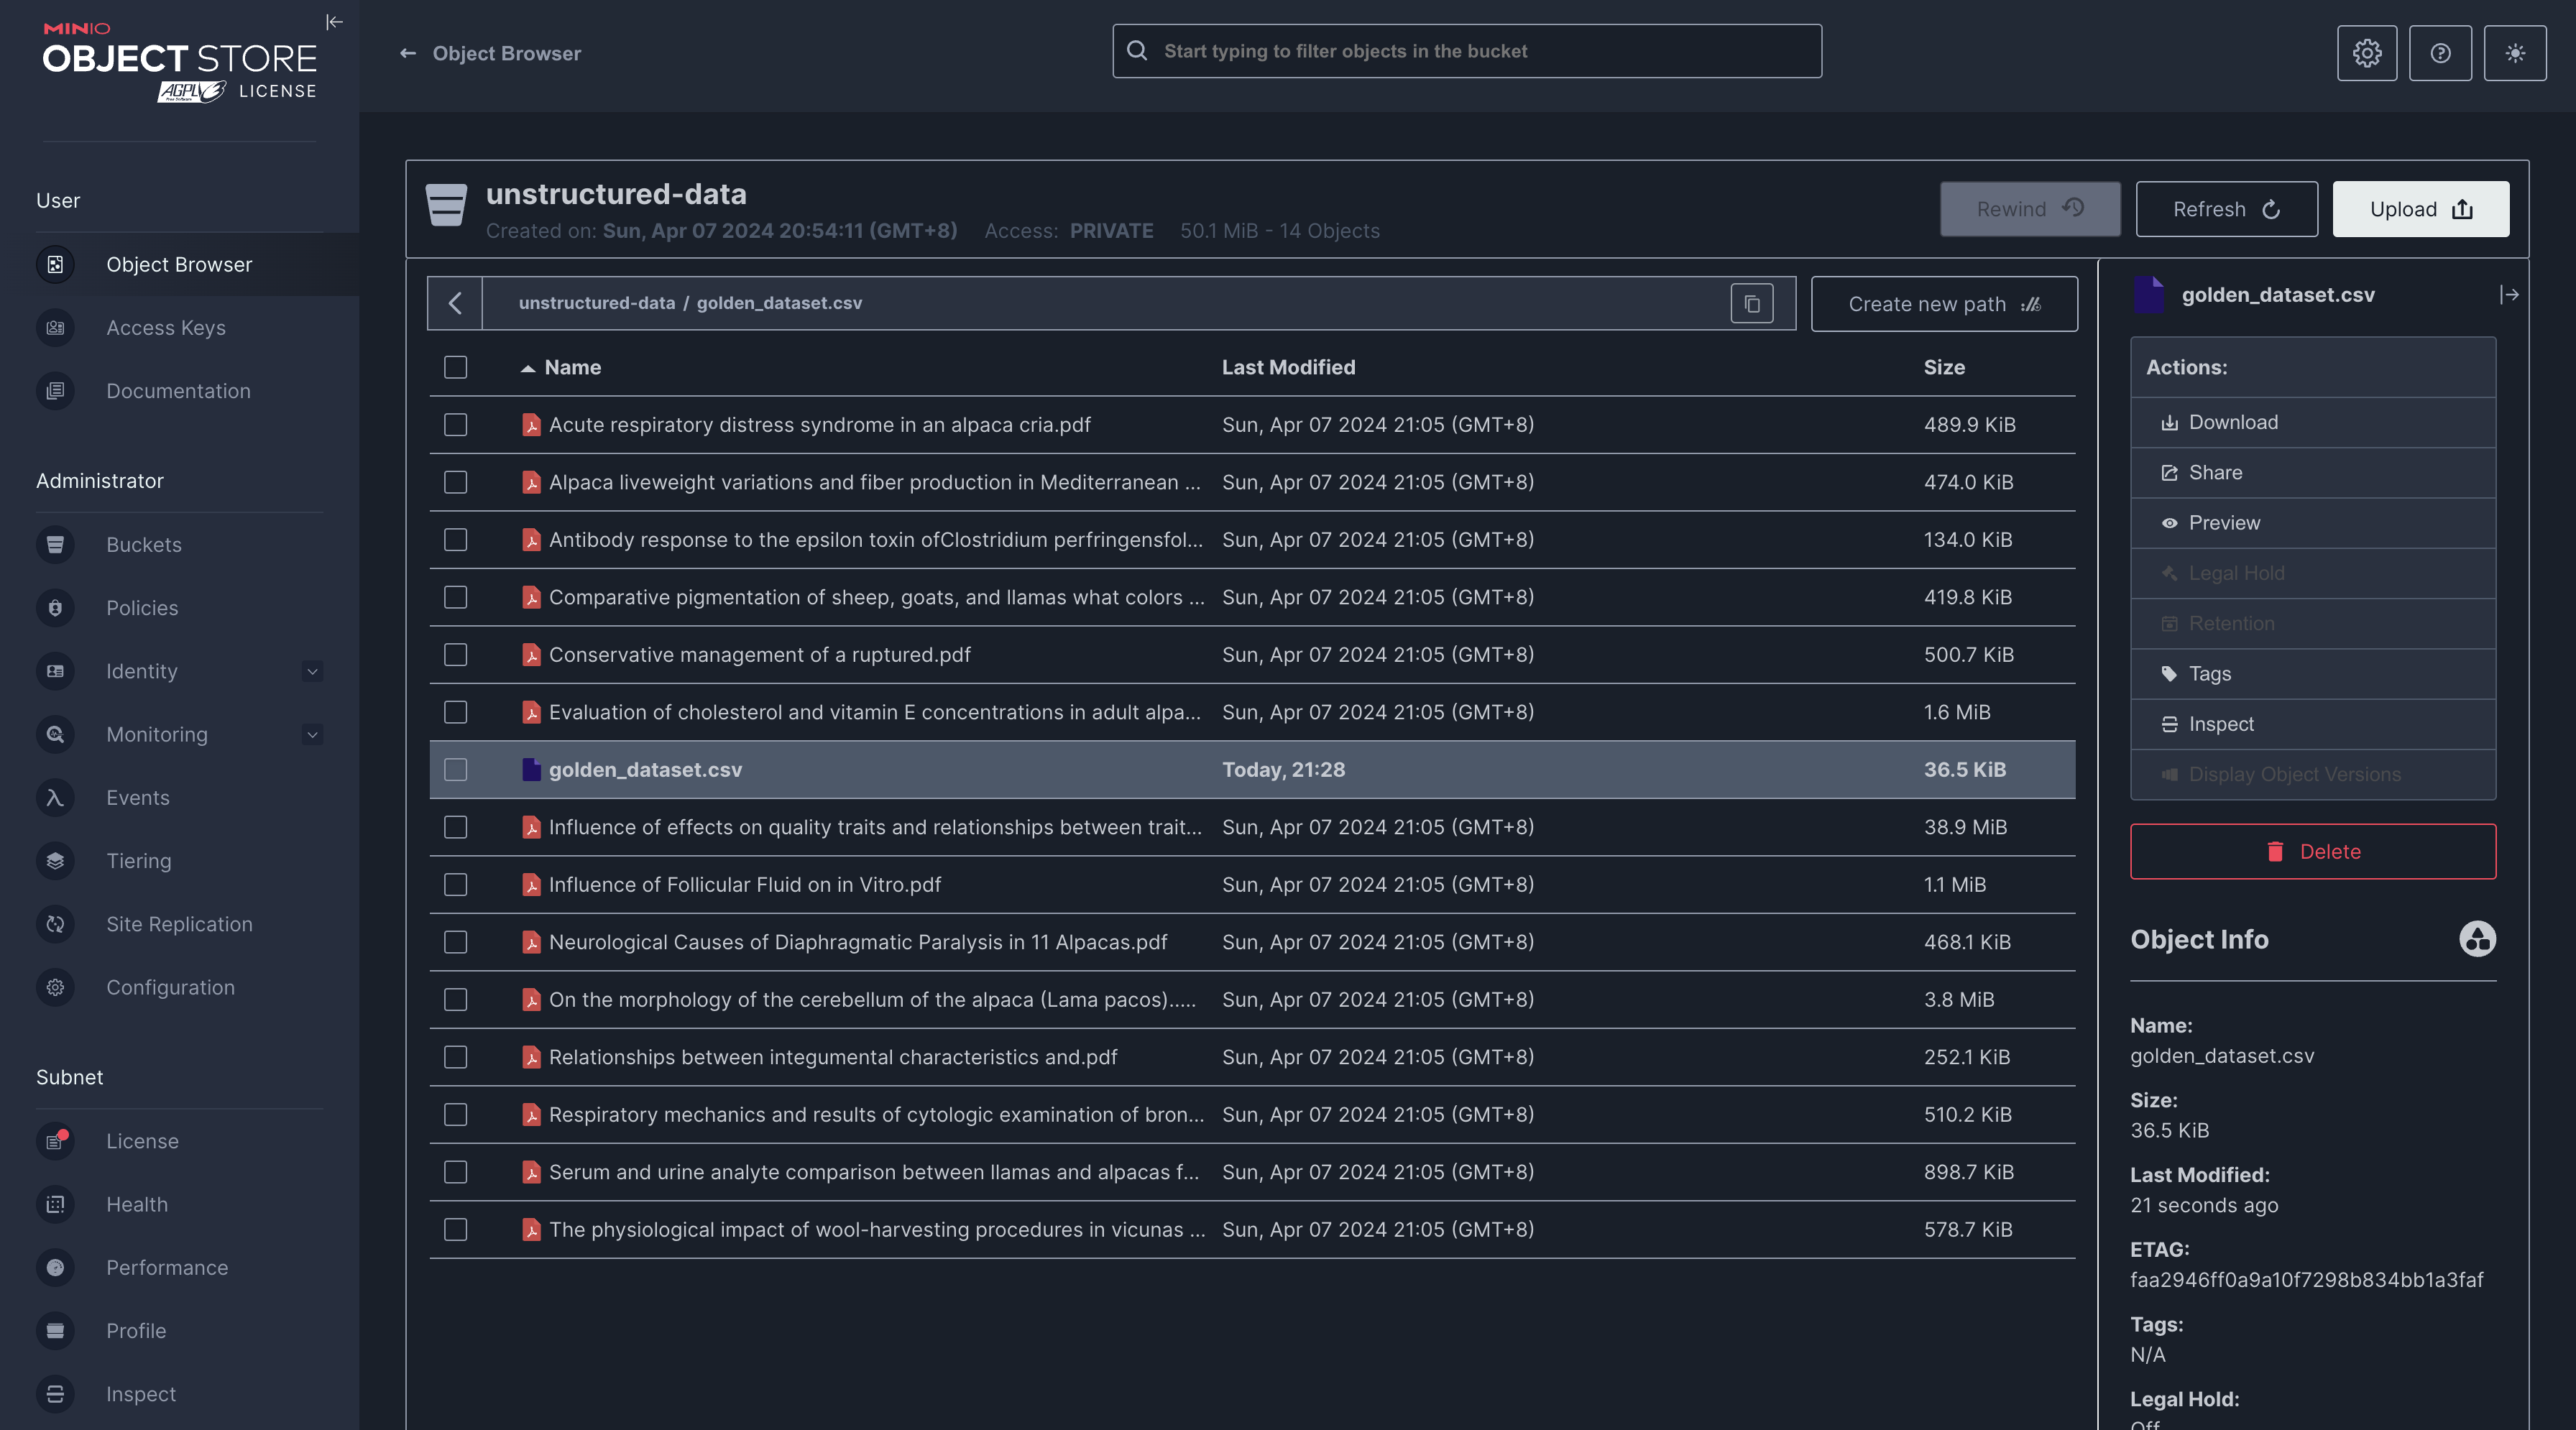 MINIO
OBJECT STORE
AGPLv3 LICENSE
Free Software
User
Object Browser
Access Keys
Documentation
Administrator
Buckets
Policies
Identity
Monitoring
Events
Tiering
Site Replication
Configuration
Subnet
License
Health
Performance
Profile
Inspect
Object Browser
Start typing to filter objects in the bucket
unstructured-data
Created on: Sun, Apr 07 2024 20:54:11 (GMT+8) Access: PRIVATE 50.1 MiB - 14 Objects
Rewind
Refresh
Upload
unstructured-data / golden_dataset.csv
Create new path
Name Last Modified Size
Acute respiratory distress syndrome in an alpaca cria.pdf Sun, Apr 07 2024 21:05 (GMT+8) 489.9 KiB
Alpaca liveweight variations and fiber production in Mediterranean ... Sun, Apr 07 2024 21:05 (GMT+8) 474.0 KiB
Antibody response to the epsilon toxin ofClostridium perfringensfol... Sun, Apr 07 2024 21:05 (GMT+8) 134.0 KiB
Comparative pigmentation of sheep, goats, and llamas what colors ... Sun, Apr 07 2024 21:05 (GMT+8) 419.8 KiB
Conservative management of a ruptured.pdf Sun, Apr 07 2024 21:05 (GMT+8) 500.7 KiB
Evaluation of cholesterol and vitamin E concentrations in adult alpa... Sun, Apr 07 2024 21:05 (GMT+8) 1.6 MiB
golden_dataset.csv Today, 21:28 36.5 KiB
Influence of effects on quality traits and relationships between trait... Sun, Apr 07 2024 21:05 (GMT+8) 38.9 MiB
Influence of Follicular Fluid on in Vitro.pdf Sun, Apr 07 2024 21:05 (GMT+8) 1.1 MiB
Neurological Causes of Diaphragmatic Paralysis in 11 Alpacas.pdf Sun, Apr 07 2024 21:05 (GMT+8) 468.1 KiB
On the morphology of the cerebellum of the alpaca (Lama pacos)..... Sun, Apr 07 2024 21:05 (GMT+8) 3.8 MiB
Relationships between integumental characteristics and.pdf Sun, Apr 07 2024 21:05 (GMT+8) 252.1 KiB
Respiratory mechanics and results of cytologic examination of bron... Sun, Apr 07 2024 21:05 (GMT+8) 510.2 KiB
Serum and urine analyte comparison between llamas and alpacas f... Sun, Apr 07 2024 21:05 (GMT+8) 898.7 KiB
The physiological impact of wool-harvesting procedures in vicunas ... Sun, Apr 07 2024 21:05 (GMT+8) 578.7 KiB
golden_dataset.csv
Actions:
Download
Share
Preview
Legal Hold
Retention
Tags
Inspect
Display Object Versions
Delete
Object Info
Name:
golden_dataset.csv
Size:
36.5 KiB
Last Modified:
21 seconds ago
ETAG:
faa2946ff0a9a10f7298b834bb1a3faf
Tags:
N/A
Legal Hold:
Off